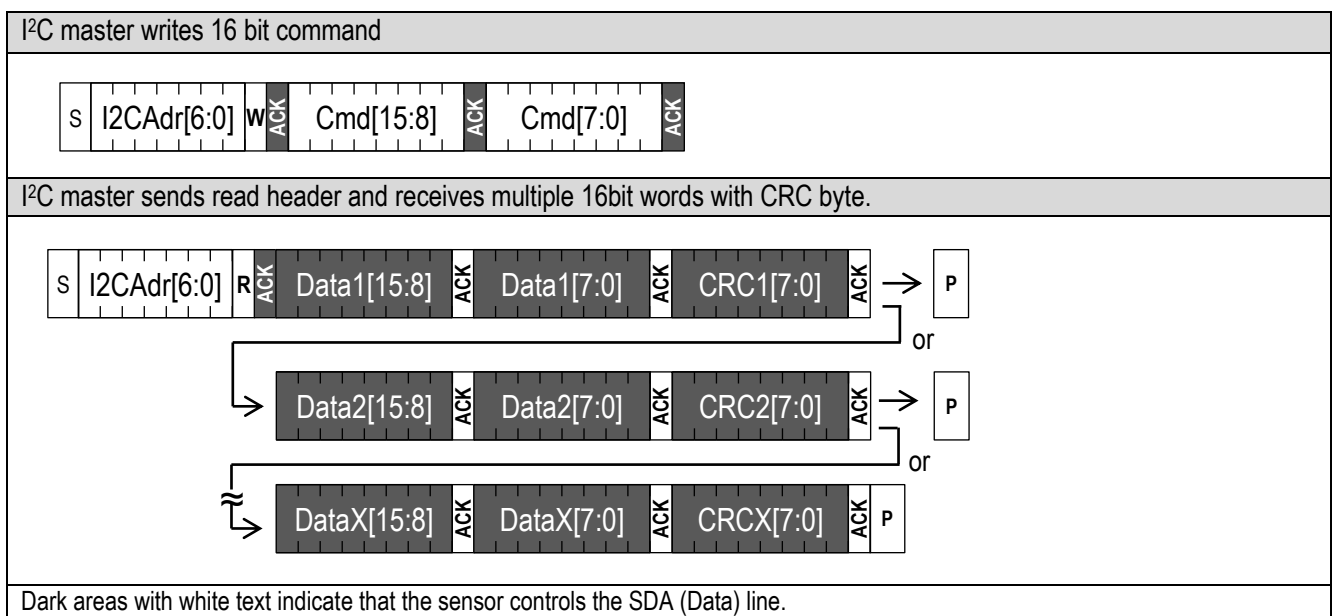 I²C master writes 16 bit command
S I2CAdr[6:0] W ACK Cmd[15:8] ACK Cmd[7:0] ACK
I²C master sends read header and receives multiple 16bit words with CRC byte.
S I2CAdr[6:0] R ACK Data1[15:8] ACK Data1[7:0] ACK CRC1[7:0] ACK P
or
Data2[15:8] ACK Data2[7:0] ACK CRC2[7:0] ACK P
or
DataX[15:8] ACK DataX[7:0] ACK CRCX[7:0] ACK P
Dark areas with white text indicate that the sensor controls the SDA (Data) line.